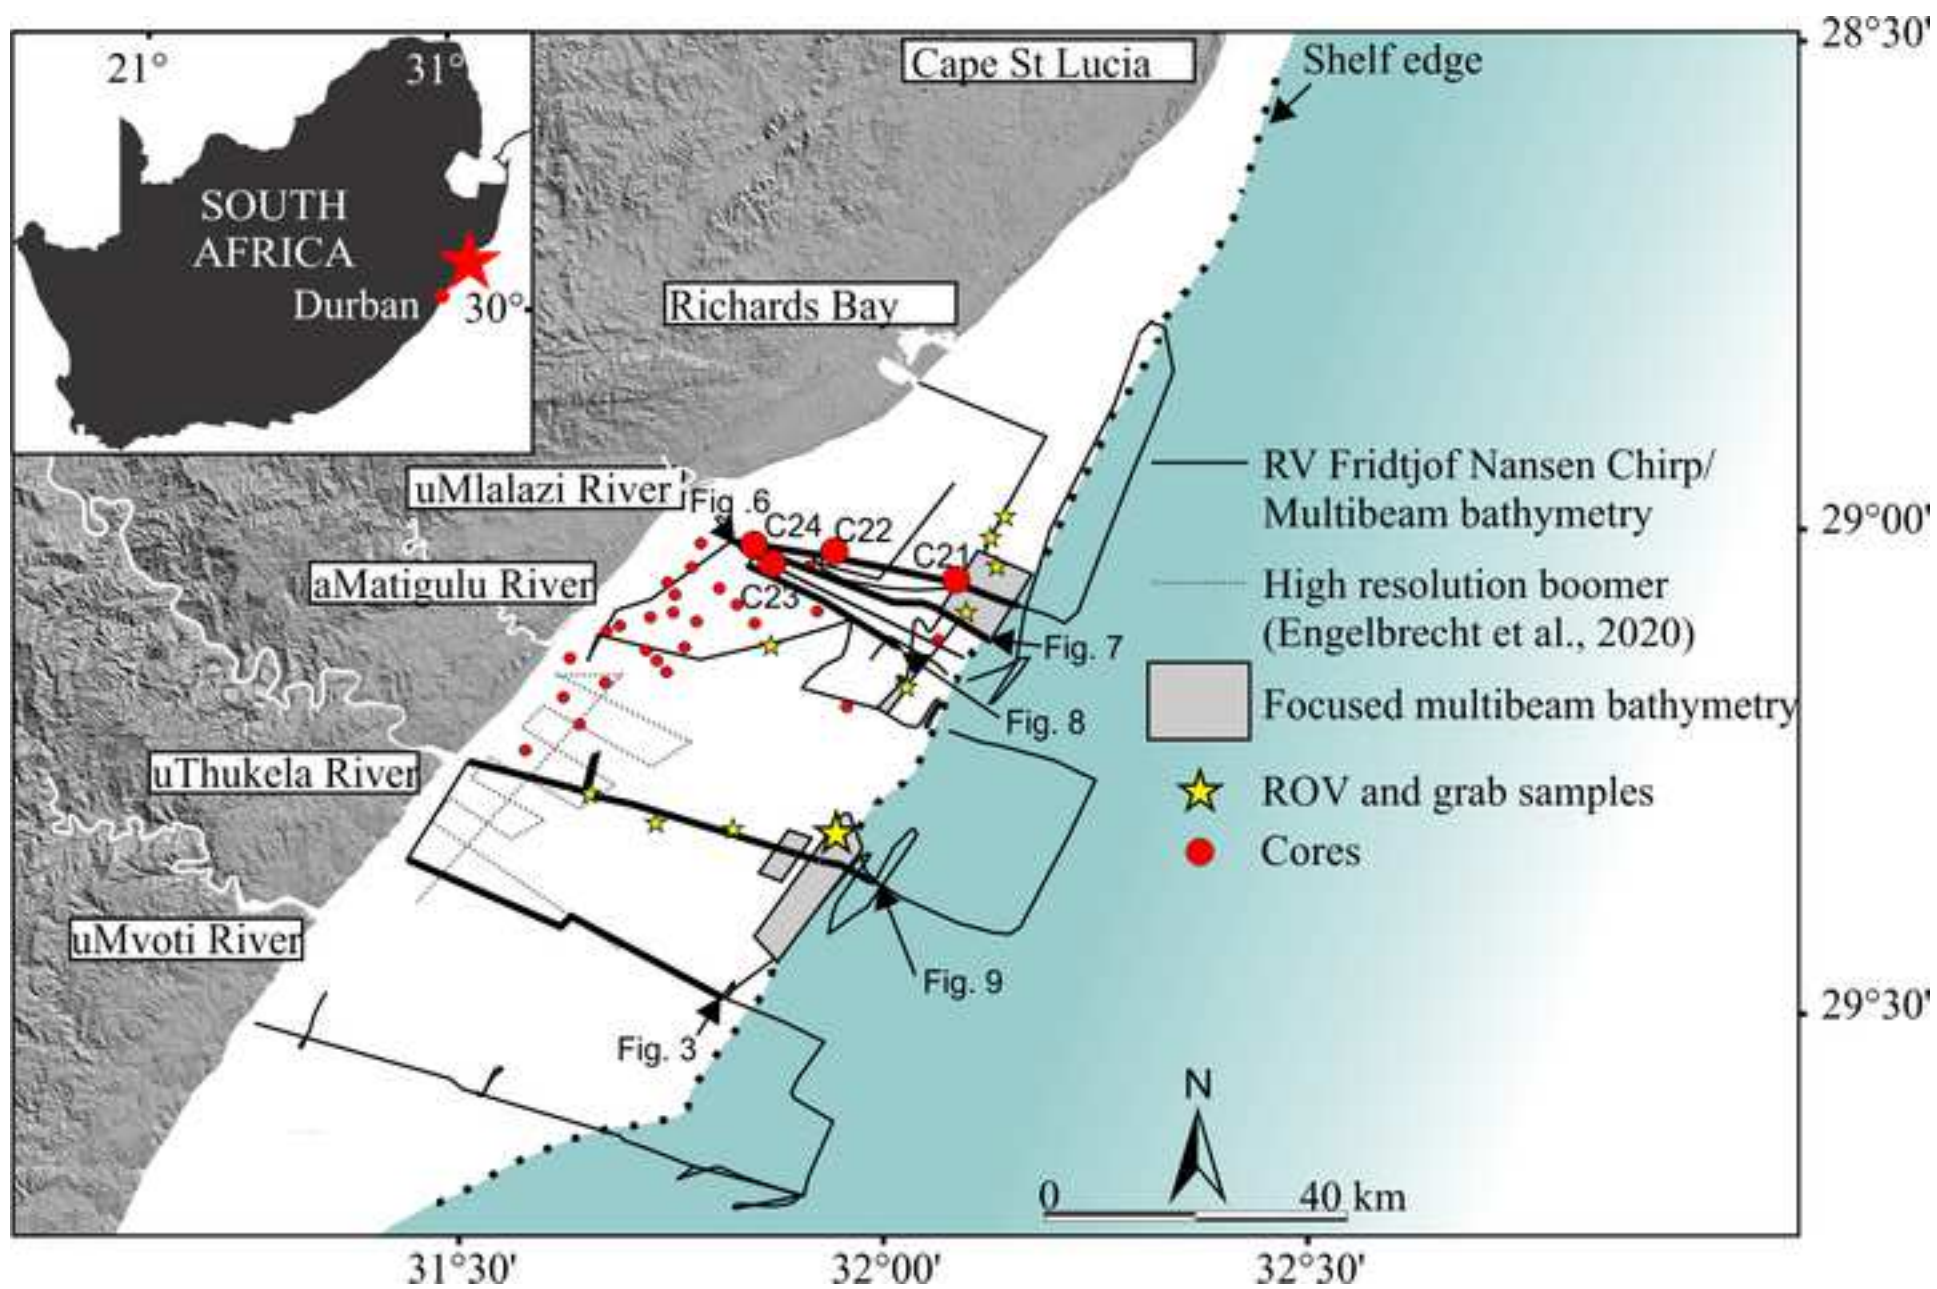 28°30'
21°
31°
Cape St Lucia
Shelf edge
SOUTH
AFRICA
Durban
30°
Richards Bay
RV Fridtjof Nansen Chirp/
Multibeam bathymetry
uMlalazi River
Fig .6
C24
C22
29°00'
C21
aMatigulu River
C23
High resolution boomer
(Engelbrecht et al., 2020)
Fig. 7
Focused multibeam bathymetry
Fig. 8
uThukela River
ROV and grab samples
Cores
uMvoti River
Fig. 9
29°30'
Fig. 3
N
0
40 km
31°30'
32°00'
32°30'